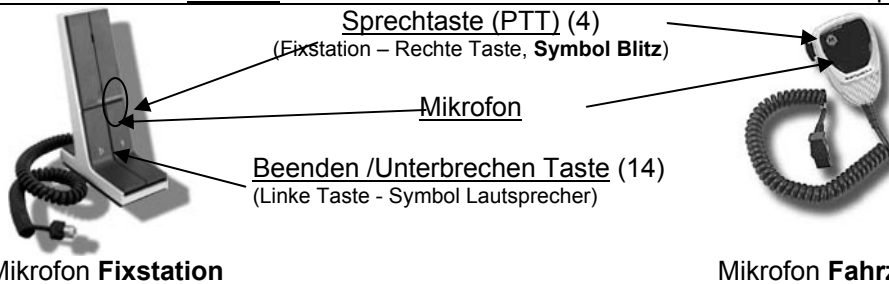 Sprechtaste (PTT) (4)
(Fixstation – Rechte Taste, Symbol Blitz)
Mikrofon
Beenden /Unterbrechen Taste (14)
(Linke Taste - Symbol Lautsprecher)
Mikrofon Fixstation
Mikrofon Fahrz